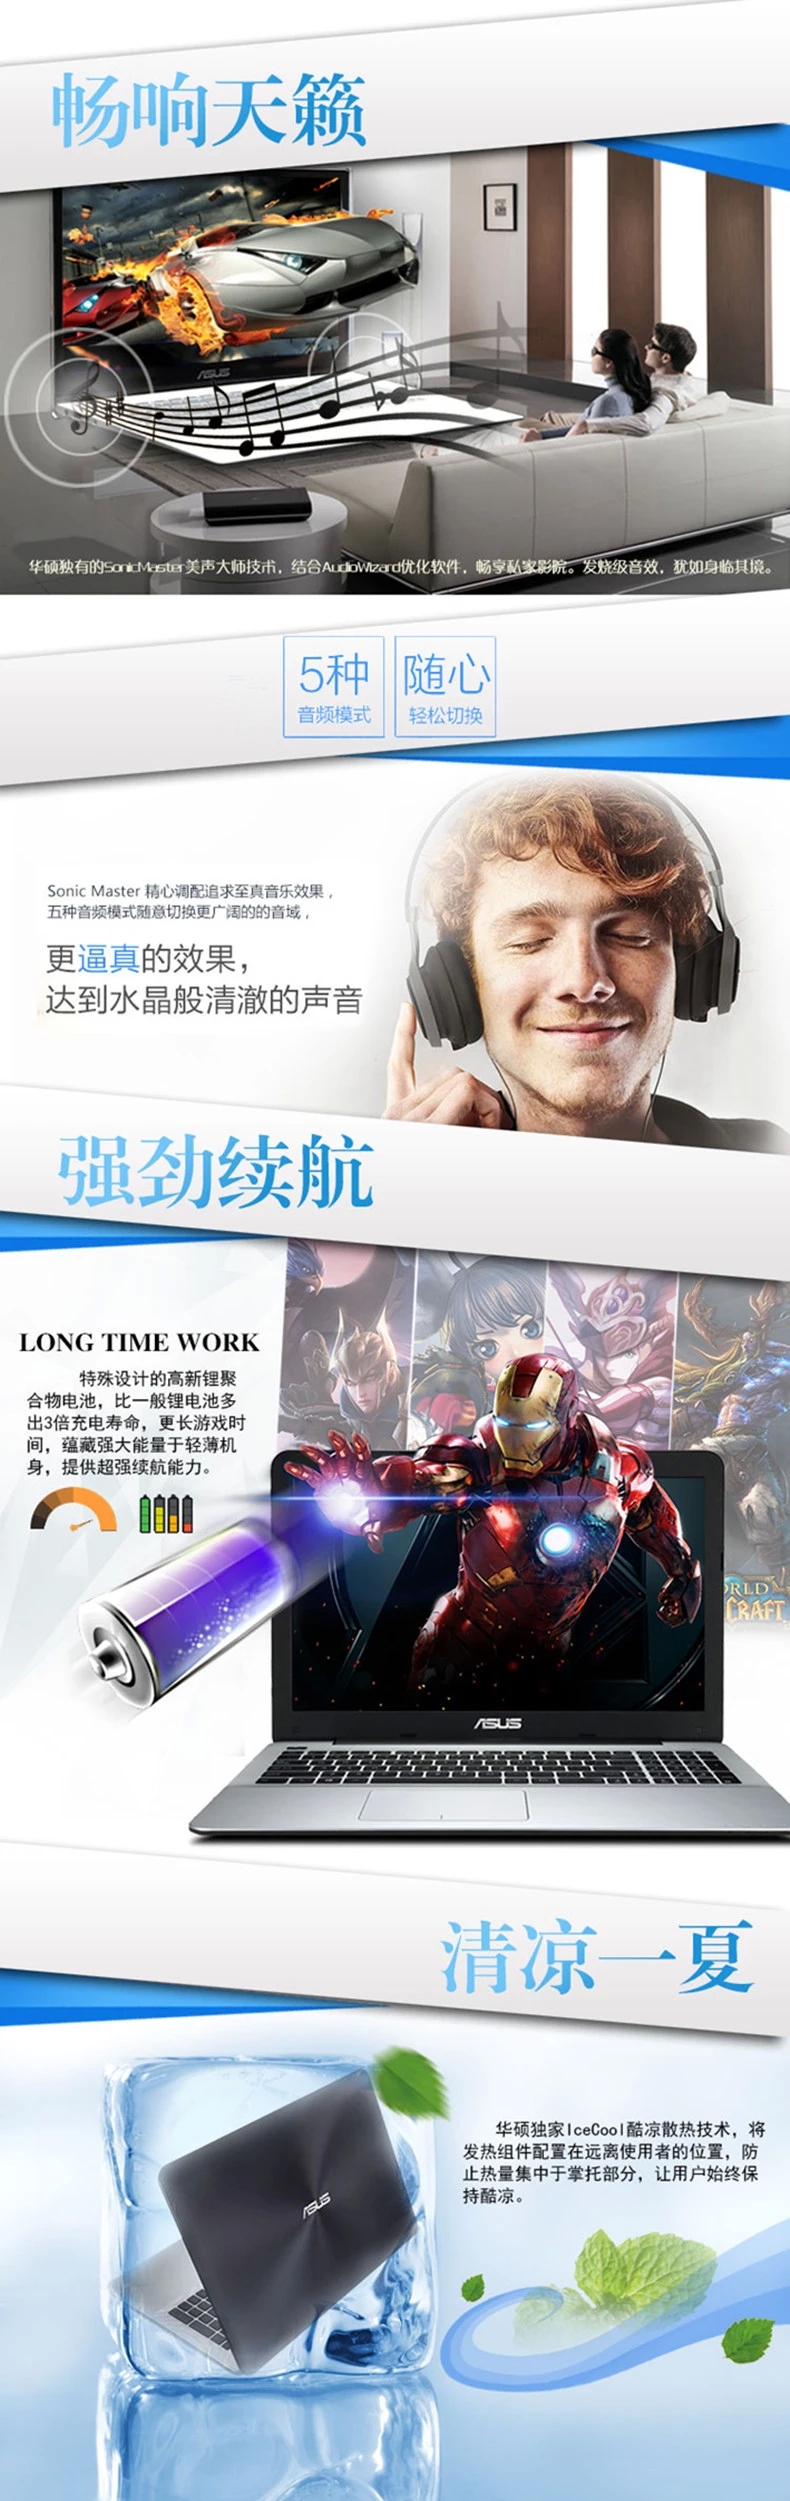 畅响天籁
ASUS
华硕独有的SonicMaster美声大师技术，结合AudioWizard优化软件，畅享私家影院。发烧级音效，犹如身临其境。
5种 随心
音频模式 轻松切换
Sonic Master 精心调配追求至真音乐效果，
五种音频模式随意切换更广阔的的音域，
更逼真的效果，
达到水晶般清澈的声音
强劲续航
LONG TIME WORK
特殊设计的高新锂聚
合物电池，比一般锂电池多
出3倍充电寿命，更长游戏时
间，蕴藏强大能量于轻薄机
身，提供超强续航能力。
ORLD
CRAFT
ASUS
清凉一夏
华硕独家IceCool酷凉散热技术，将
发热组件配置在远离使用者的位置，防
止热量集中于掌托部分，让用户始终保
持酷凉。
ASUS